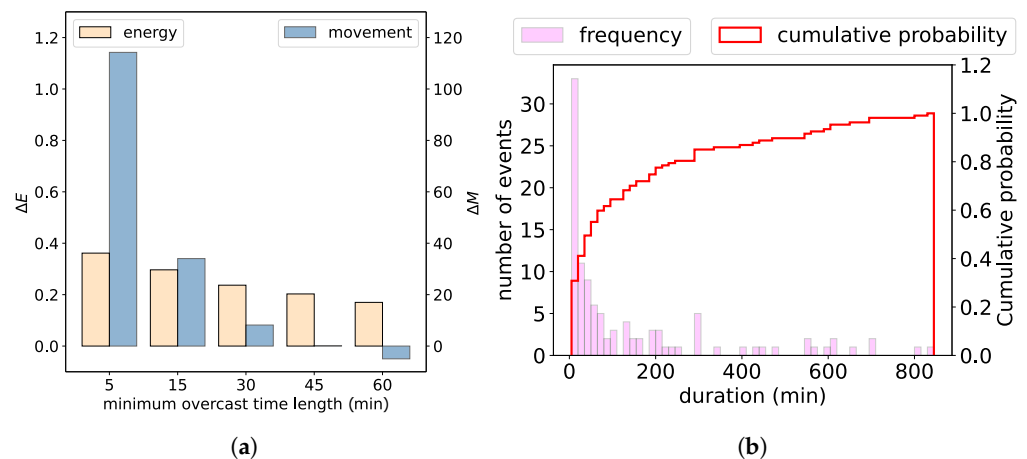 energy
movement
1.2
1.0
0.8
0.6
0.4
0.2
0.0
ΔE
120
100
80
60
40
20
0
ΔM
5 15 30 45 60
minimum overcast time length (min)
(a)
frequency
cumulative probability
30
25
20
15
10
5
0
number of events
1.2
1.0
0.8
0.6
0.4
0.2
0.0
Cumulative probability
0 200 400 600 800
duration (min)
(b)